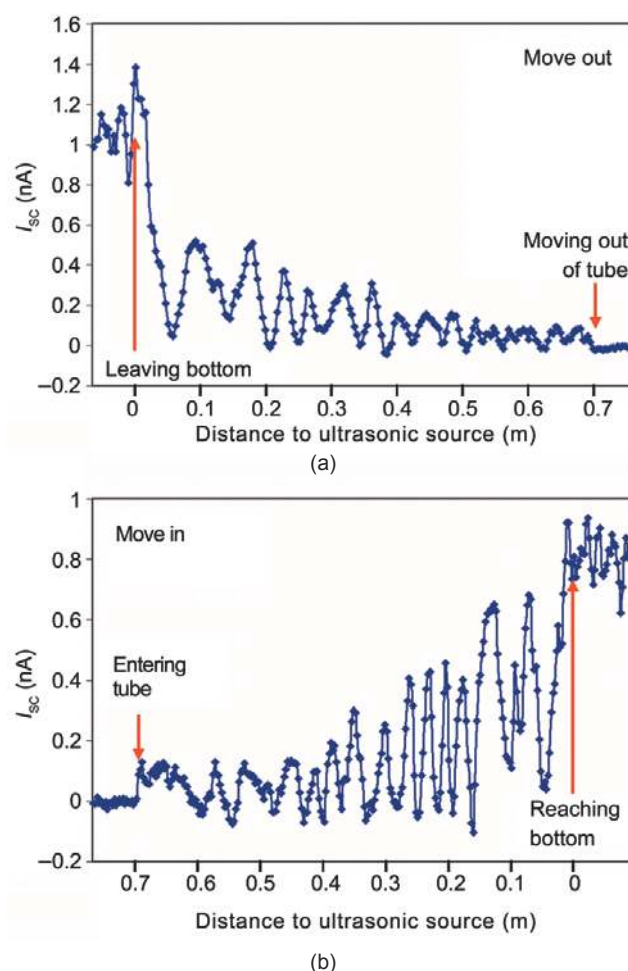 1.6
1.4
1.2
1
0.8
0.6
0.4
0.2
0
–0.2
I_SC (nA)
Move out
Moving out
of tube
Leaving bottom
0 0.1 0.2 0.3 0.4 0.5 0.6 0.7
Distance to ultrasonic source (m)
(a)
1
0.8
0.6
0.4
0.2
0
–0.2
I_SC (nA)
Move in
Entering
tube
Reaching
bottom
0.7 0.6 0.5 0.4 0.3 0.2 0.1 0
Distance to ultrasonic source (m)
(b)